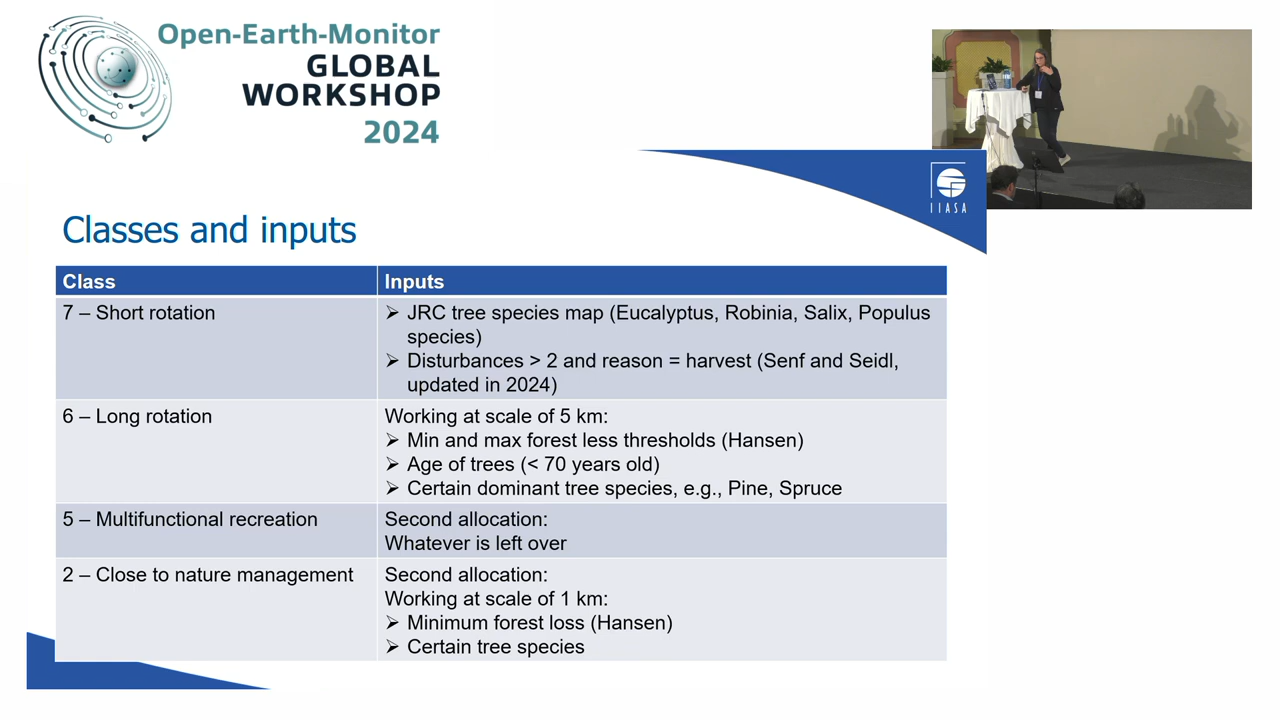 Open-Earth-Monitor
GLOBAL
WORKSHOP
2024
IIASA
Classes and inputs
Class
Inputs
7 – Short rotation
➢ JRC tree species map (Eucalyptus, Robinia, Salix, Populus
species)
➢ Disturbances > 2 and reason = harvest (Senf and Seidl,
updated in 2024)
6 – Long rotation
Working at scale of 5 km:
➢ Min and max forest less thresholds (Hansen)
➢ Age of trees (< 70 years old)
➢ Certain dominant tree species, e.g., Pine, Spruce
5 – Multifunctional recreation
Second allocation:
Whatever is left over
2 – Close to nature management
Second allocation:
Working at scale of 1 km:
➢ Minimum forest loss (Hansen)
➢ Certain tree species